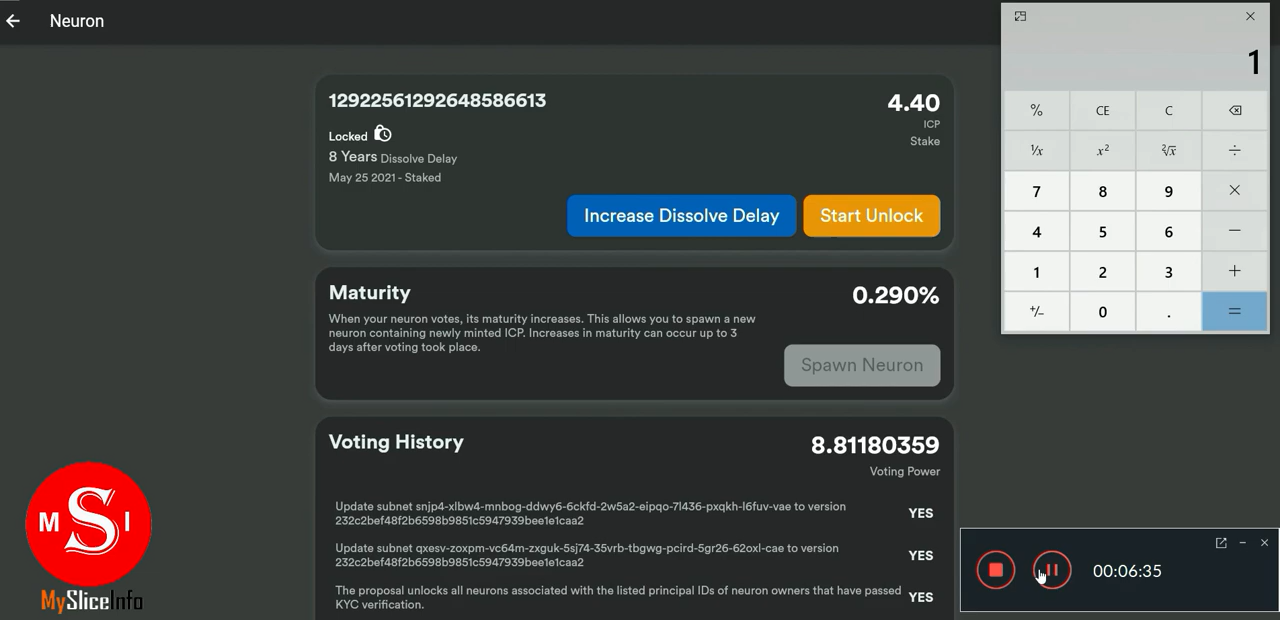 Neuron
12922561292648586613
4.40
ICP
Stake
Locked
8 Years Dissolve Delay
May 25 2021 - Staked
Increase Dissolve Delay
Start Unlock
Maturity
0.290%
When your neuron votes, its maturity increases. This allows you to spawn a new
neuron containing newly minted ICP. Increases in maturity can occur up to 3
days after voting took place.
Spawn Neuron
Voting History
8.81180359
Voting Power
Update subnet snjp4-xlbw4-mnbog-ddwy6-6ckfd-2w5a2-eipqo-7l436-pxqkh-l6fuv-vae to version
232c2bef48f2b6598b9851c5947939bee1e1caa2
YES
Update subnet qxesv-zoxpm-vc64m-zxguk-5sj74-35vrb-tbgwg-pcird-5gr26-62oxl-cae to version
232c2bef48f2b6598b9851c5947939bee1e1caa2
YES
The proposal unlocks all neurons associated with the listed principal IDs of neuron owners that have passed
KYC verification.
YES
1
% CE C
¹/x x² ²√x ÷
7 8 9 ×
4 5 6 −
1 2 3 +
+/− 0 . =
00:06:35
M S I
MySliceInfo